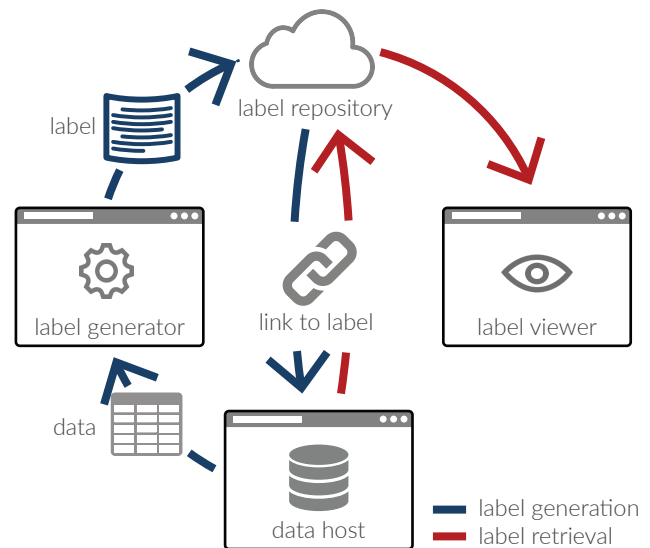 label repository
label
label generator
link to label
label viewer
data
data host
label generation
label retrieval